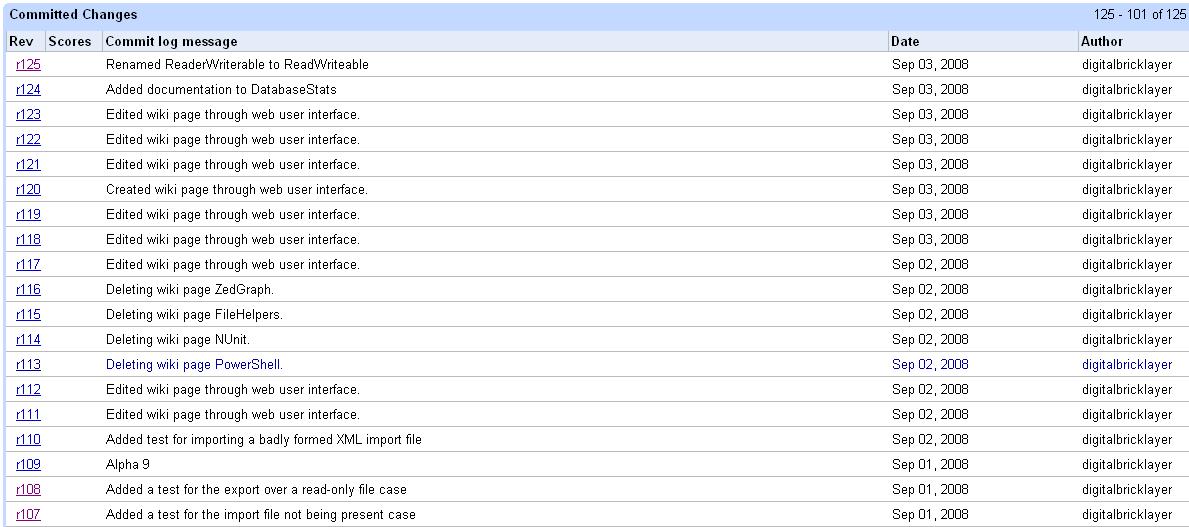 Committed Changes 125 - 101 of 125
Rev Scores Commit log message Date Author
r125 Renamed ReaderWriterable to ReadWriteable Sep 03, 2008 digitalbricklayer
r124 Added documentation to DatabaseStats Sep 03, 2008 digitalbricklayer
r123 Edited wiki page through web user interface. Sep 03, 2008 digitalbricklayer
r122 Edited wiki page through web user interface. Sep 03, 2008 digitalbricklayer
r121 Edited wiki page through web user interface. Sep 03, 2008 digitalbricklayer
r120 Created wiki page through web user interface. Sep 03, 2008 digitalbricklayer
r119 Edited wiki page through web user interface. Sep 03, 2008 digitalbricklayer
r118 Edited wiki page through web user interface. Sep 03, 2008 digitalbricklayer
r117 Edited wiki page through web user interface. Sep 02, 2008 digitalbricklayer
r116 Deleting wiki page ZedGraph. Sep 02, 2008 digitalbricklayer
r115 Deleting wiki page FileHelpers. Sep 02, 2008 digitalbricklayer
r114 Deleting wiki page NUnit. Sep 02, 2008 digitalbricklayer
r113 Deleting wiki page PowerShell. Sep 02, 2008 digitalbricklayer
r112 Edited wiki page through web user interface. Sep 02, 2008 digitalbricklayer
r111 Edited wiki page through web user interface. Sep 02, 2008 digitalbricklayer
r110 Added test for importing a badly formed XML import file Sep 02, 2008 digitalbricklayer
r109 Alpha 9 Sep 01, 2008 digitalbricklayer
r108 Added a test for the export over a read-only file case Sep 01, 2008 digitalbricklayer
r107 Added a test for the import file not being present case Sep 01, 2008 digitalbricklayer